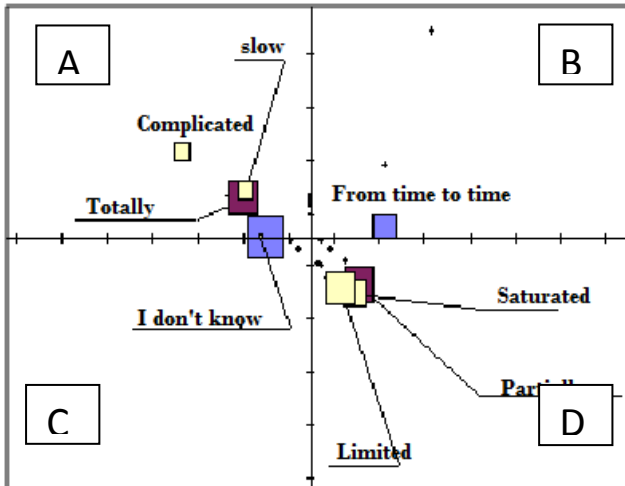 A
slow
B
Complicated
From time to time
Totally
I don't know
Saturated
C
D
Limited